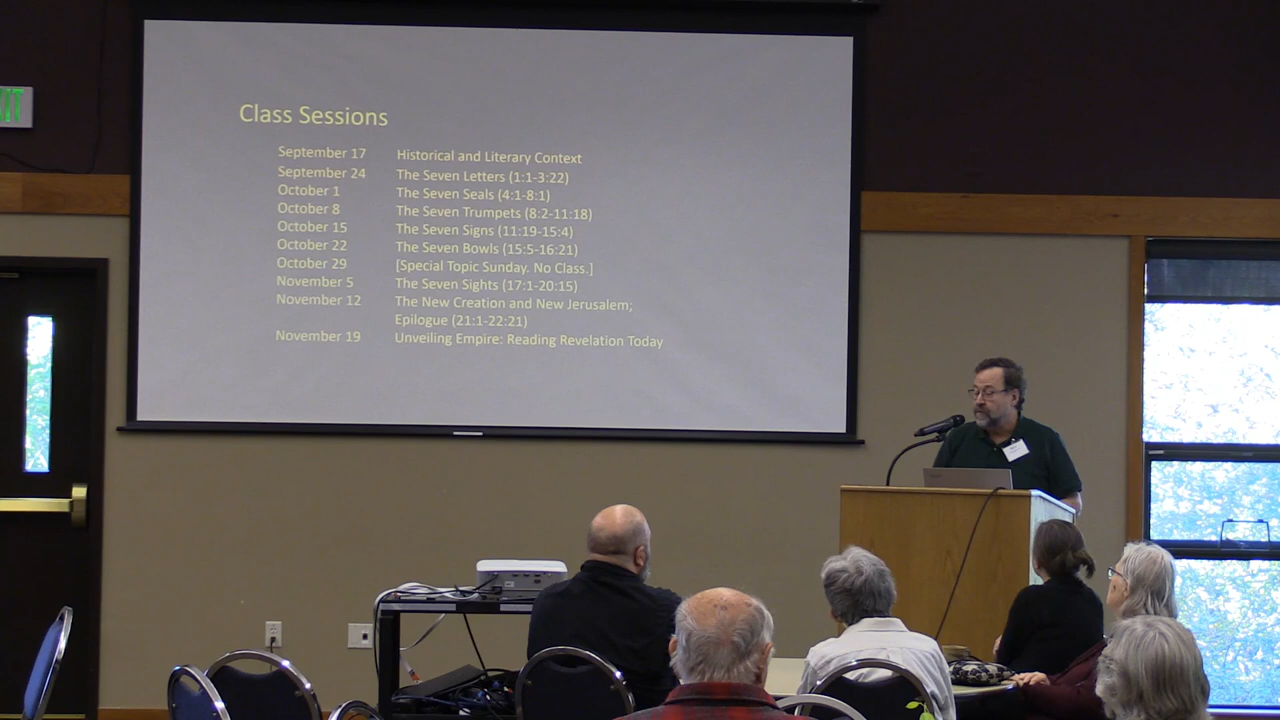 XIT
Class Sessions
September 17 Historical and Literary Context
September 24 The Seven Letters (1:1-3:22)
October 1 The Seven Seals (4:1-8:1)
October 8 The Seven Trumpets (8:2-11:18)
October 15 The Seven Signs (11:19-15:4)
October 22 The Seven Bowls (15:5-16:21)
October 29 [Special Topic Sunday. No Class.]
November 5 The Seven Sights (17:1-20:15)
November 12 The New Creation and New Jerusalem;
Epilogue (21:1-22:21)
November 19 Unveiling Empire: Reading Revelation Today